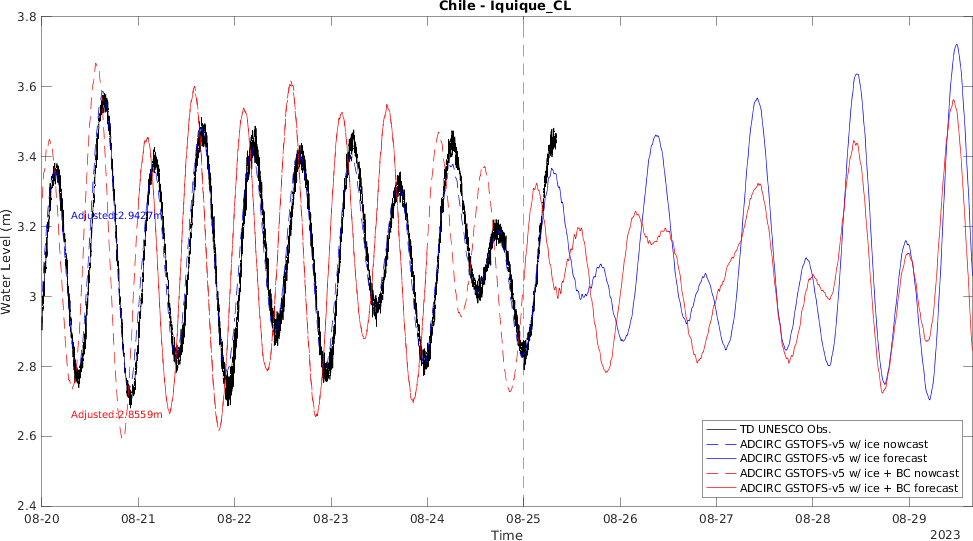 Chile - Iquique_CL
3.8
3.6
3.4
3.2
3
2.8
2.6
2.4
Water Level (m)
Adjusted:2.9427m
Adjusted:2.8559m
TD UNESCO Obs.
ADCIRC GSTOFS-v5 w/ ice nowcast
ADCIRC GSTOFS-v5 w/ ice forecast
ADCIRC GSTOFS-v5 w/ ice + BC nowcast
ADCIRC GSTOFS-v5 w/ ice + BC forecast
08-20 08-21 08-22 08-23 08-24 08-25 08-26 08-27 08-28 08-29
Time
2023